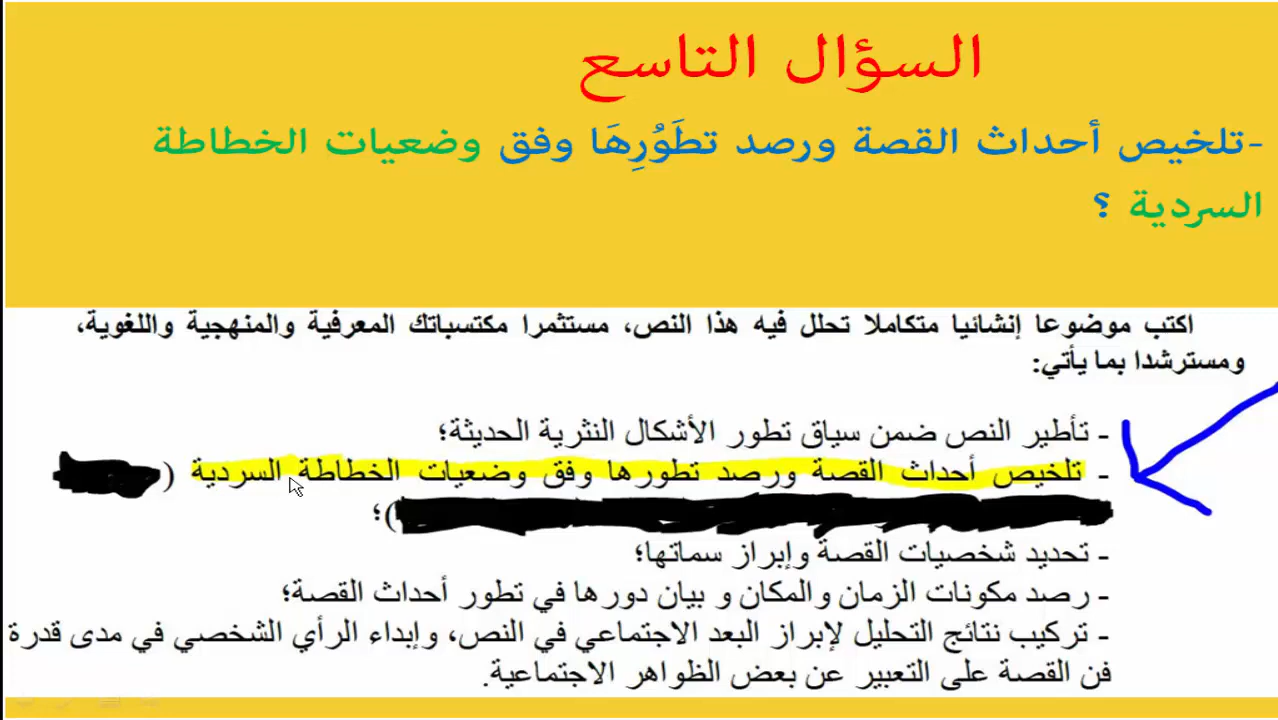 السؤال التاسع
-تلخيص أحداث القصة ورصد تطَوُرِهَا وفق وضعيات الخطاطة
السردية ؟
اكتب موضوعا إنشائيا متكاملا تحلل فيه هذا النص، مستثمرا مكتسباتك المعرفية والمنهجية واللغوية،
ومسترشدا بما يأتي:
- تأطير النص ضمن سياق تطور الأشكال النثرية الحديثة؛
- تلخيص أحداث القصة ورصد تطورها وفق وضعيات الخطاطة السردية (
)؛
- تحديد شخصيات القصة وإبراز سماتها؛
- رصد مكونات الزمان والمكان و بيان دورها في تطور أحداث القصة؛
- تركيب نتائج التحليل لإبراز البعد الاجتماعي في النص، وإبداء الرأي الشخصي في مدى قدرة
فن القصة على التعبير عن بعض الظواهر الاجتماعية.